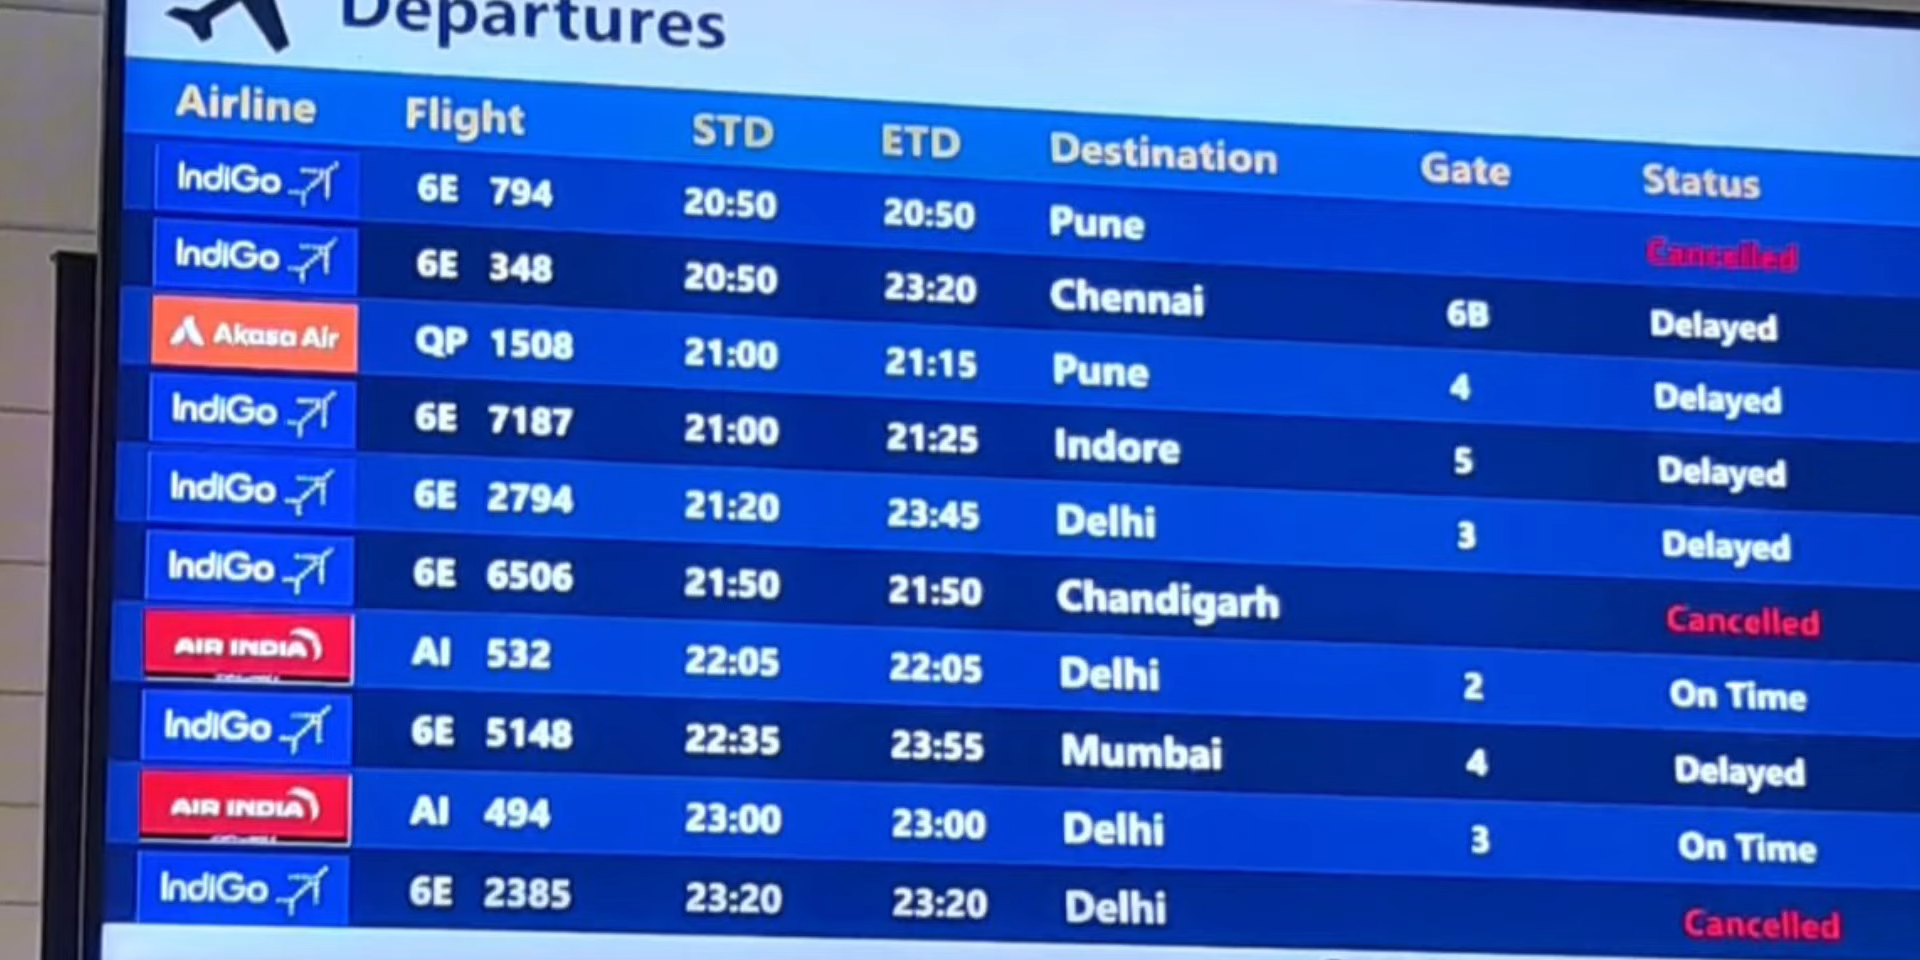 Departures
Airline Flight STD ETD Destination Gate Status
IndiGo 6E 794 20:50 20:50 Pune Cancelled
IndiGo 6E 348 20:50 23:20 Chennai 6B Delayed
Akasa Air QP 1508 21:00 21:15 Pune 4 Delayed
IndiGo 6E 7187 21:00 21:25 Indore 5 Delayed
IndiGo 6E 2794 21:20 23:45 Delhi 3 Delayed
IndiGo 6E 6506 21:50 21:50 Chandigarh Cancelled
AIR INDIA AI 532 22:05 22:05 Delhi 2 On Time
IndiGo 6E 5148 22:35 23:55 Mumbai 4 Delayed
AIR INDIA AI 494 23:00 23:00 Delhi 3 On Time
IndiGo 6E 2385 23:20 23:20 Delhi Cancelled